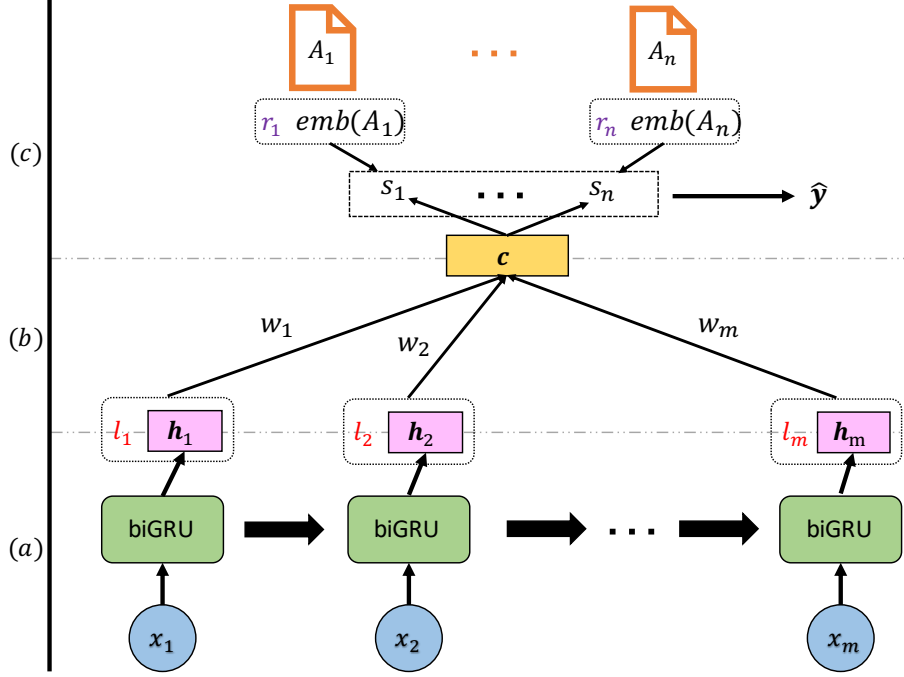 A₁ ... Aₙ
r₁ emb(A₁) rₙ emb(Aₙ)
(c)
s₁ ... sₙ ŷ
c
(b)
w₁ w₂ wₘ
l₁ h₁ l₂ h₂ lₘ hₘ
(a)
biGRU biGRU ... biGRU
x₁ x₂ xₘ